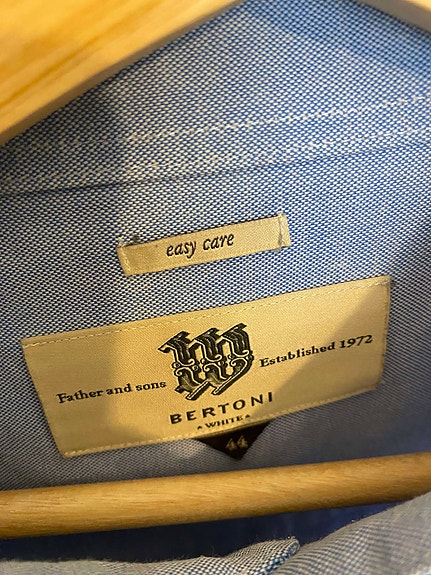 easy care
Father and sons
Established 1972
BERTONI
WHITE
44